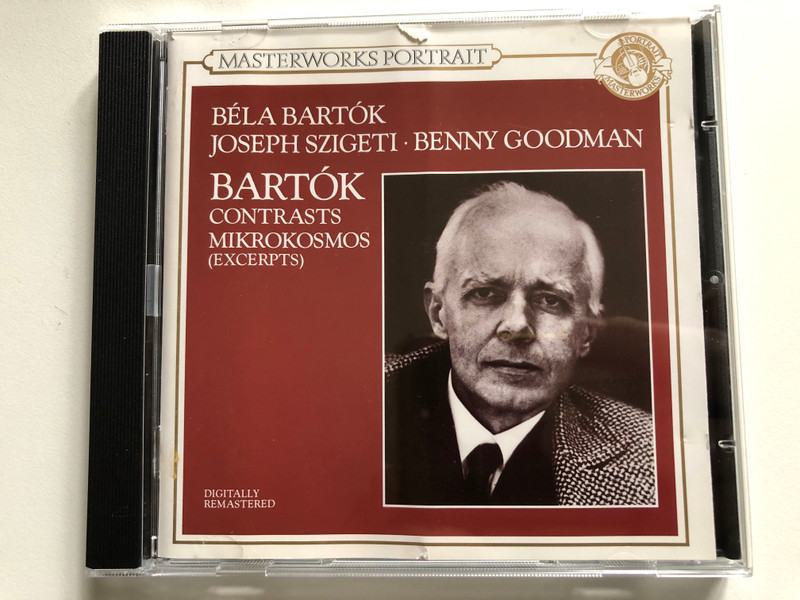 MASTERWORKS PORTRAIT
PORTRAIT
MASTERWORKS
BÉLA BARTÓK
JOSEPH SZIGETI · BENNY GOODMAN
BARTÓK
CONTRASTS
MIKROKOSMOS
(EXCERPTS)
DIGITALLY
REMASTERED